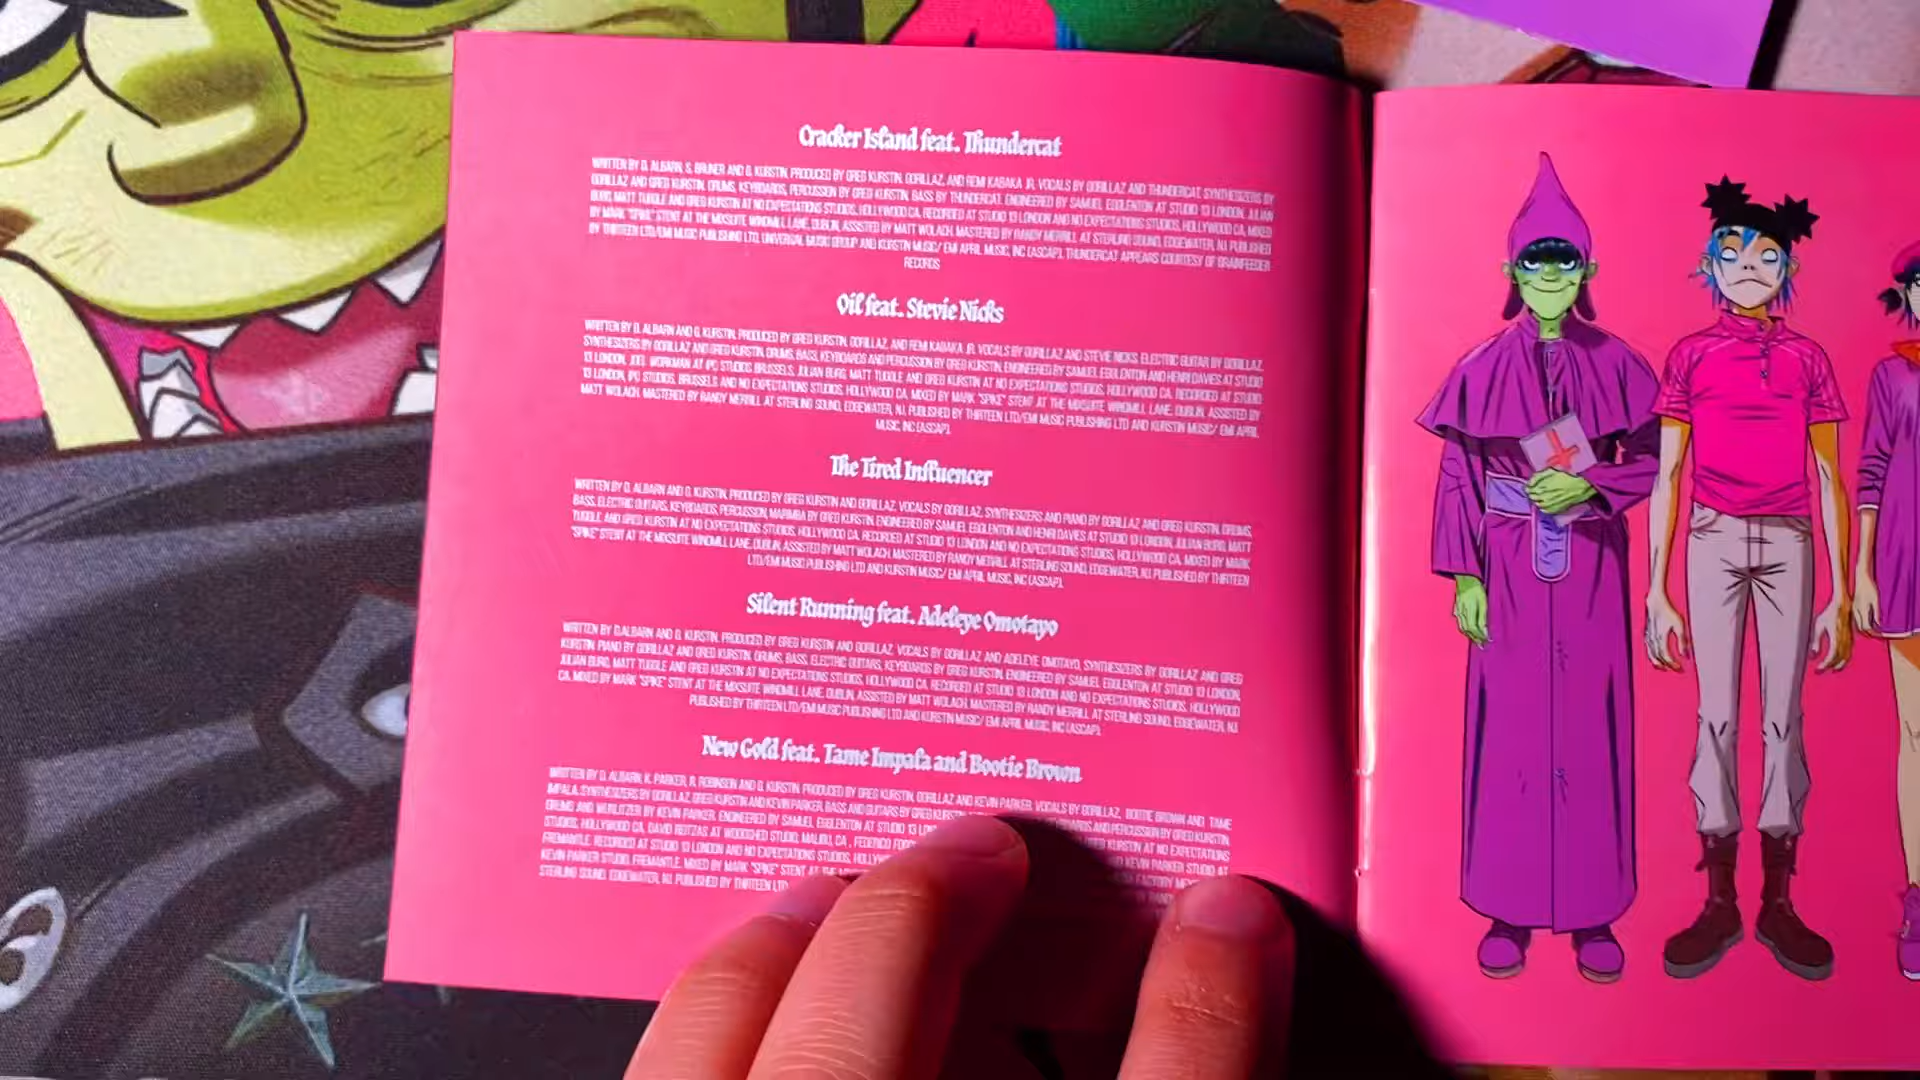 Cracker Island feat. Thundercat
WRITTEN BY D. ALBARN, S. BRUNER AND G. KURSTIN. PRODUCED BY GREG KURSTIN, GORILLAZ, AND REMI KABAKA JR. VOCALS BY GORILLAZ AND THUNDERCAT. SYNTHESIZERS BY
GORILLAZ AND GREG KURSTIN. DRUMS, KEYBOARDS, PERCUSSION BY GREG KURSTIN. BASS BY THUNDERCAT. ENGINEERED BY SAMUEL EGGLENTON AT STUDIO 13 LONDON, JULIAN
BURG, MATT TUGGLE AND GREG KURSTIN AT NO EXPECTATIONS STUDIOS, HOLLYWOOD CA. RECORDED AT STUDIO 13 LONDON AND NO EXPECTATIONS STUDIOS, HOLLYWOOD CA. MIXED
BY MARK "SPIKE" STENT AT THE MIXSUITE WINDMILL LANE, DUBLIN, ASSISTED BY MATT WOLACH. MASTERED BY RANDY MERRILL AT STERLING SOUND, EDGEWATER, NJ. PUBLISHED
BY THIRTEEN LTD/EMI MUSIC PUBLISHING LTD, UNIVERSAL MUSIC GROUP AND KURSTIN MUSIC/ EMI APRIL MUSIC, INC (ASCAP). THUNDERCAT APPEARS COURTESY OF BRAINFEEDER
RECORDS
Oil feat. Stevie Nicks
WRITTEN BY D. ALBARN AND G. KURSTIN. PRODUCED BY GREG KURSTIN, GORILLAZ, AND REMI KABAKA JR. VOCALS BY GORILLAZ AND STEVIE NICKS. ELECTRIC GUITAR BY GORILLAZ.
SYNTHESIZERS BY GORILLAZ AND GREG KURSTIN. DRUMS, BASS, KEYBOARDS AND PERCUSSION BY GREG KURSTIN. ENGINEERED BY SAMUEL EGGLENTON AND HENRI DAVIES AT STUDIO
13 LONDON, JOEL WORKMAN AT IPG STUDIOS BRUSSELS, JULIAN BURG, MATT TUGGLE AND GREG KURSTIN AT NO EXPECTATIONS STUDIOS, HOLLYWOOD CA. RECORDED AT STUDIO
13 LONDON, IPG STUDIOS, BRUSSELS AND NO EXPECTATIONS STUDIOS, HOLLYWOOD CA. MIXED BY MARK "SPIKE" STENT AT THE MIXSUITE WINDMILL LANE, DUBLIN, ASSISTED BY
MATT WOLACH. MASTERED BY RANDY MERRILL AT STERLING SOUND, EDGEWATER, NJ. PUBLISHED BY THIRTEEN LTD/EMI MUSIC PUBLISHING LTD AND KURSTIN MUSIC/ EMI APRIL
MUSIC, INC (ASCAP).
The Tired Influencer
WRITTEN BY D. ALBARN AND G. KURSTIN. PRODUCED BY GREG KURSTIN AND GORILLAZ. VOCALS BY GORILLAZ. SYNTHESIZERS AND PIANO BY GORILLAZ AND GREG KURSTIN. DRUMS,
BASS, ELECTRIC GUITARS, KEYBOARDS, PERCUSSION, MARIMBA BY GREG KURSTIN. ENGINEERED BY SAMUEL EGGLENTON AND HENRI DAVIES AT STUDIO 13 LONDON, JULIAN BURG, MATT
TUGGLE, AND GREG KURSTIN AT NO EXPECTATIONS STUDIOS, HOLLYWOOD CA. RECORDED AT STUDIO 13 LONDON AND NO EXPECTATIONS STUDIOS, HOLLYWOOD CA. MIXED BY MARK
"SPIKE" STENT AT THE MIXSUITE WINDMILL LANE, DUBLIN, ASSISTED BY MATT WOLACH. MASTERED BY RANDY MERRILL AT STERLING SOUND, EDGEWATER, NJ. PUBLISHED BY THIRTEEN
LTD/EMI MUSIC PUBLISHING LTD AND KURSTIN MUSIC/ EMI APRIL MUSIC, INC (ASCAP).
Silent Running feat. Adeleye Omotayo
WRITTEN BY D.ALBARN AND G. KURSTIN. PRODUCED BY GREG KURSTIN AND GORILLAZ. VOCALS BY GORILLAZ AND ADELEYE OMOTAYO. SYNTHESIZERS BY GORILLAZ AND GREG
KURSTIN. PIANO BY GORILLAZ AND GREG KURSTIN. DRUMS, BASS, ELECTRIC GUITARS, KEYBOARDS BY GREG KURSTIN. ENGINEERED BY SAMUEL EGGLENTON AT STUDIO 13 LONDON,
JULIAN BURG, MATT TUGGLE AND GREG KURSTIN AT NO EXPECTATIONS STUDIOS, HOLLYWOOD CA. RECORDED AT STUDIO 13 LONDON AND NO EXPECTATIONS STUDIOS, HOLLYWOOD
CA. MIXED BY MARK "SPIKE" STENT AT THE MIXSUITE WINDMILL LANE, DUBLIN, ASSISTED BY MATT WOLACH. MASTERED BY RANDY MERRILL AT STERLING SOUND, EDGEWATER, NJ.
PUBLISHED BY THIRTEEN LTD/EMI MUSIC PUBLISHING LTD AND KURSTIN MUSIC/ EMI APRIL MUSIC, INC (ASCAP).
New Gold feat. Tame Impala and Bootie Brown
WRITTEN BY D. ALBARN, K. PARKER, R. ROBINSON AND G. KURSTIN. PRODUCED BY GREG KURSTIN, GORILLAZ AND KEVIN PARKER. VOCALS BY GORILLAZ, BOOTIE BROWN AND TAME
IMPALA. SYNTHESIZERS BY GORILLAZ, GREG KURSTIN AND KEVIN PARKER. BASS AND GUITARS BY GREG KURSTIN AND PERCUSSION BY GREG KURSTIN.
DRUMS AND WURLITZER BY KEVIN PARKER. ENGINEERED BY SAMUEL EGGLENTON AT STUDIO 13 KURSTIN AT NO EXPECTATIONS
STUDIOS, HOLLYWOOD CA, DAVID REITZAS AT WOODSHED STUDIO, MALIBU, CA, FEDERICO KEVIN PARKER STUDIO AT
FREMANTLE. RECORDED AT STUDIO 13 LONDON AND NO EXPECTATIONS STUDIOS, FACTORY
KEVIN PARKER STUDIO, FREMANTLE. MIXED BY MARK "SPIKE" STENT AT BY
STERLING SOUND, EDGEWATER, NJ. PUBLISHED BY THIRTEEN LTD